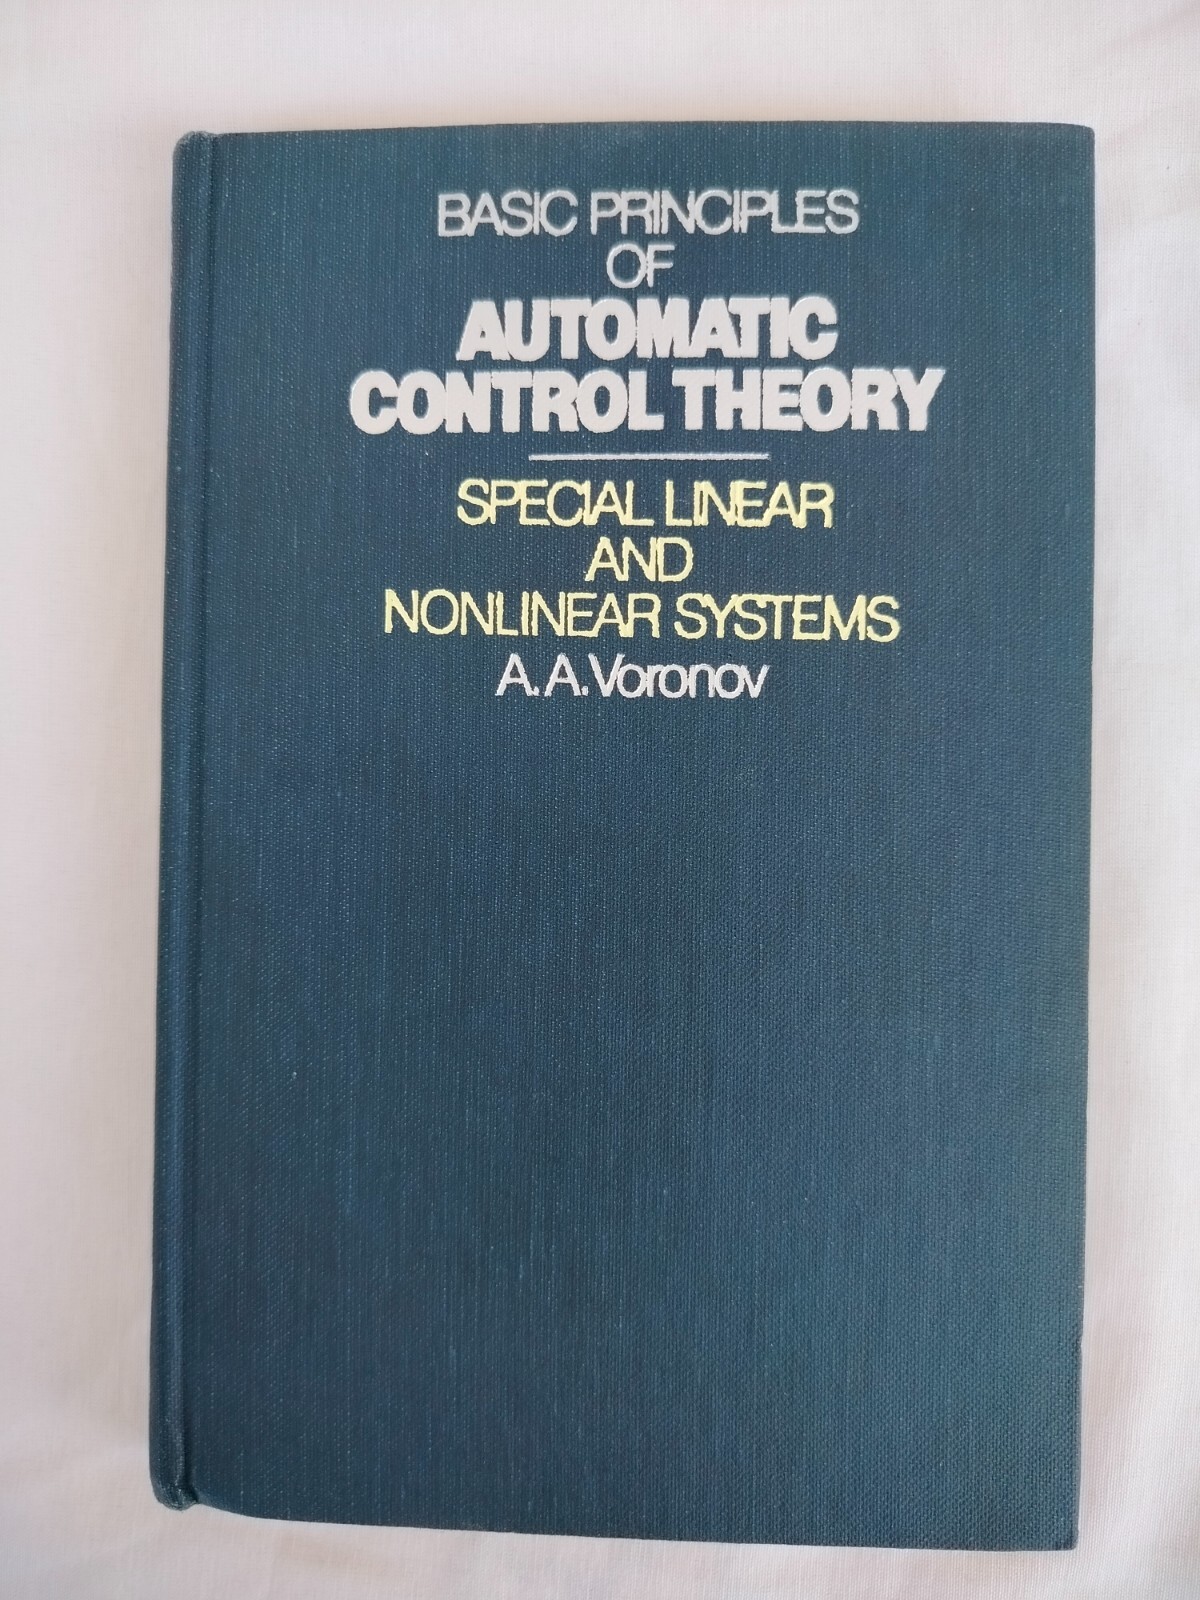 BASIC PRINCIPLES
OF
AUTOMATIC
CONTROL THEORY
SPECIAL LINEAR
AND
NONLINEAR SYSTEMS
A.A.Voronov